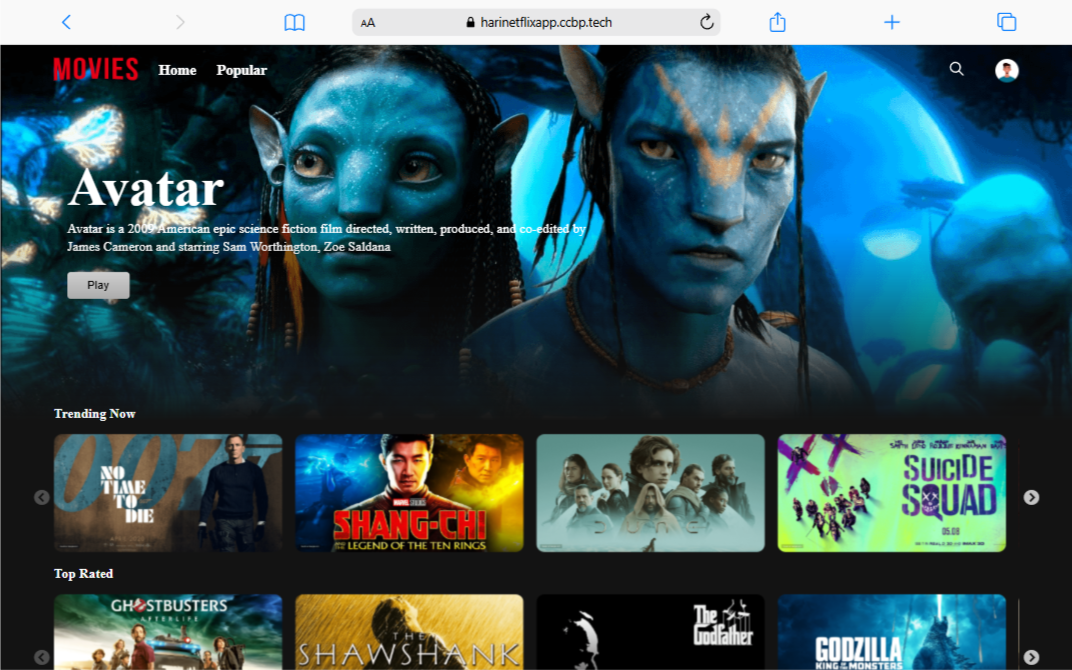 AA
harinetflixapp.ccbp.tech
MOVIES
Home
Popular
Avatar
Avatar is a 2009 American epic science fiction film directed, written, produced, and co-edited by
James Cameron and starring Sam Worthington, Zoe Saldana
Play
Trending Now
007
NO
TIME
TO
DIE
MARVEL STUDIOS
SHANG-CHI
AND THE
LEGEND OF THE TEN RINGS
DUNE
SUICIDE
SQUAD
05.08
Top Rated
GHOSTBUSTERS
AFTERLIFE
THE
SHAWSHANK
The
Godfather
GODZILLA
KING OF THE MONSTERS